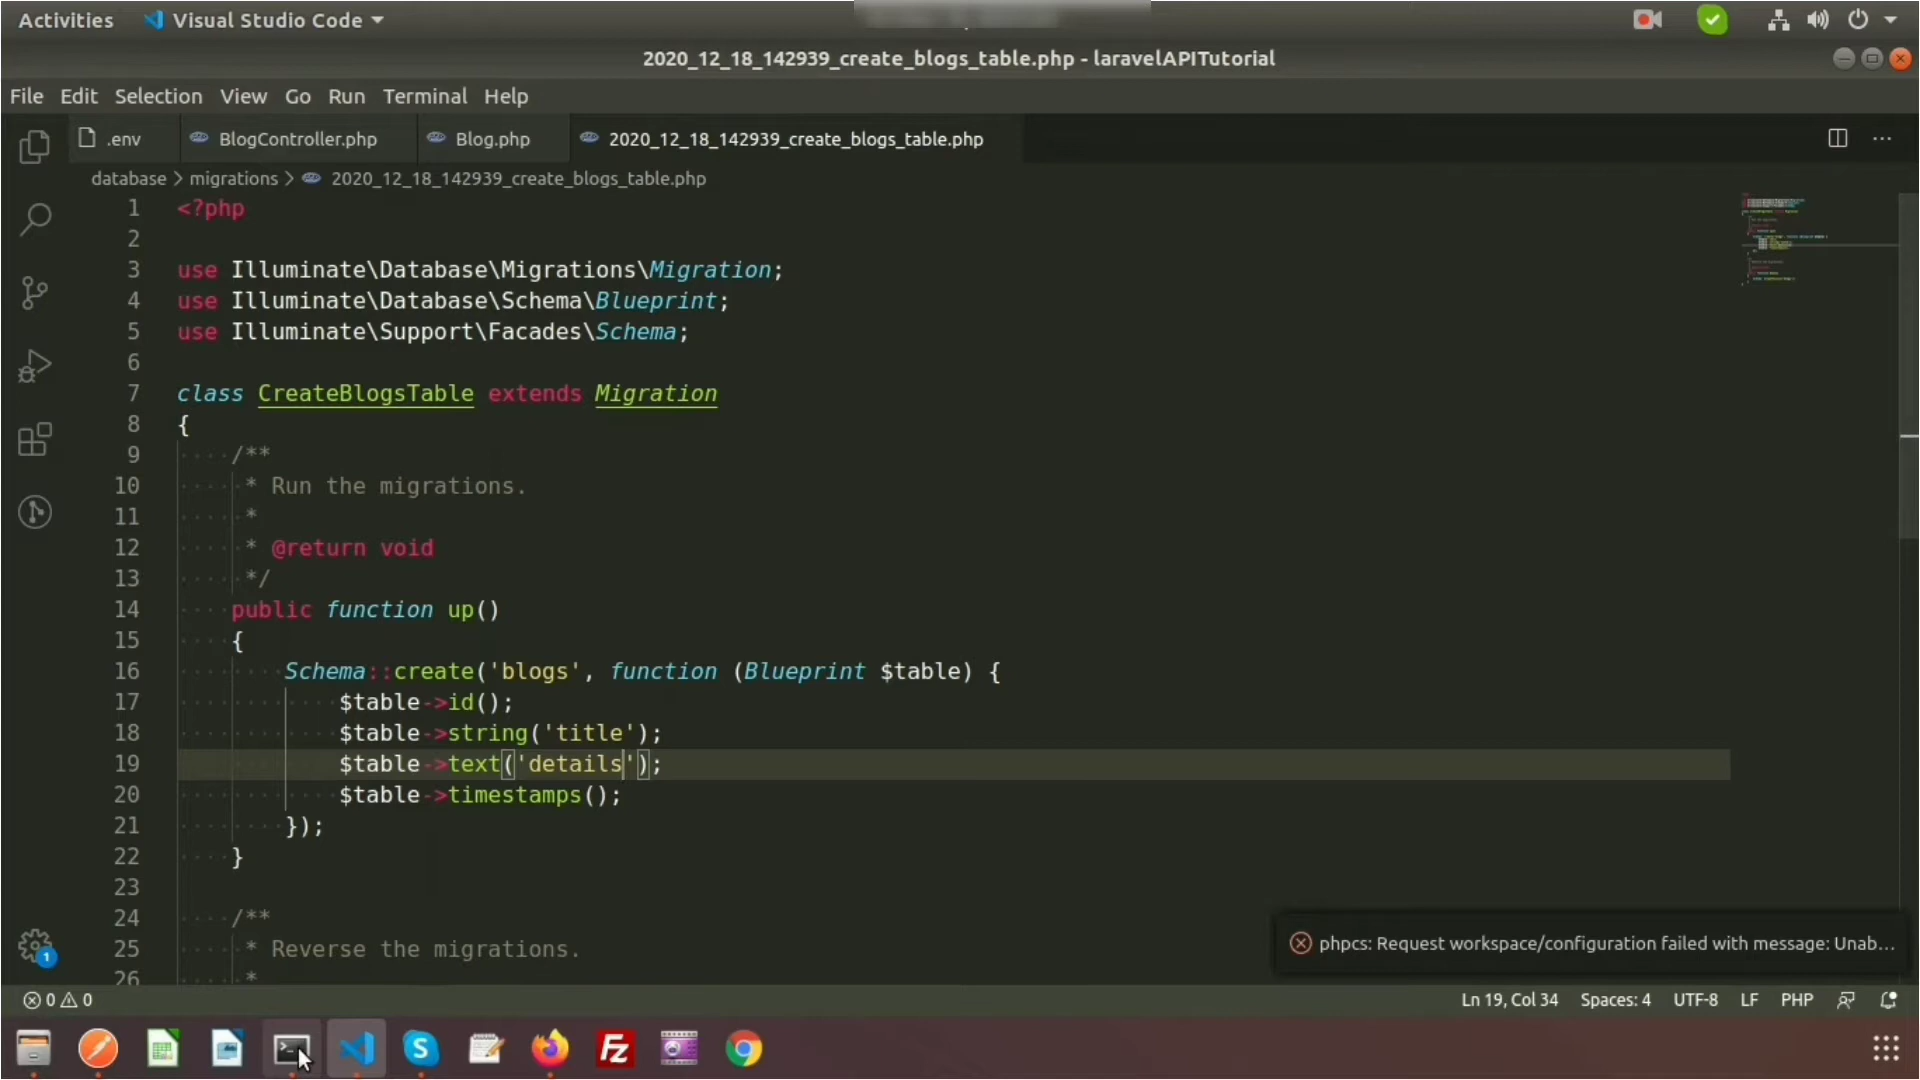 Activities Visual Studio Code
2020_12_18_142939_create_blogs_table.php - laravelAPITutorial
File Edit Selection View Go Run Terminal Help
.env BlogController.php Blog.php 2020_12_18_142939_create_blogs_table.php ···
database > migrations > 2020_12_18_142939_create_blogs_table.php
1 <?php
2
3 use Illuminate\Database\Migrations\Migration;
4 use Illuminate\Database\Schema\Blueprint;
5 use Illuminate\Support\Facades\Schema;
6
7 class CreateBlogsTable extends Migration
8 {
9 /**
10 * Run the migrations.
11 *
12 * @return void
13 */
14 public function up()
15 {
16 Schema::create('blogs', function (Blueprint $table) {
17 $table->id();
18 $table->string('title');
19 $table->text('details');
20 $table->timestamps();
21 });
22 }
23
24 /**
25 * Reverse the migrations.
26 *
phpcs: Request workspace/configuration failed with message: Unab...
1
0 0 Ln 19, Col 34 Spaces: 4 UTF-8 LF PHP
S Fz